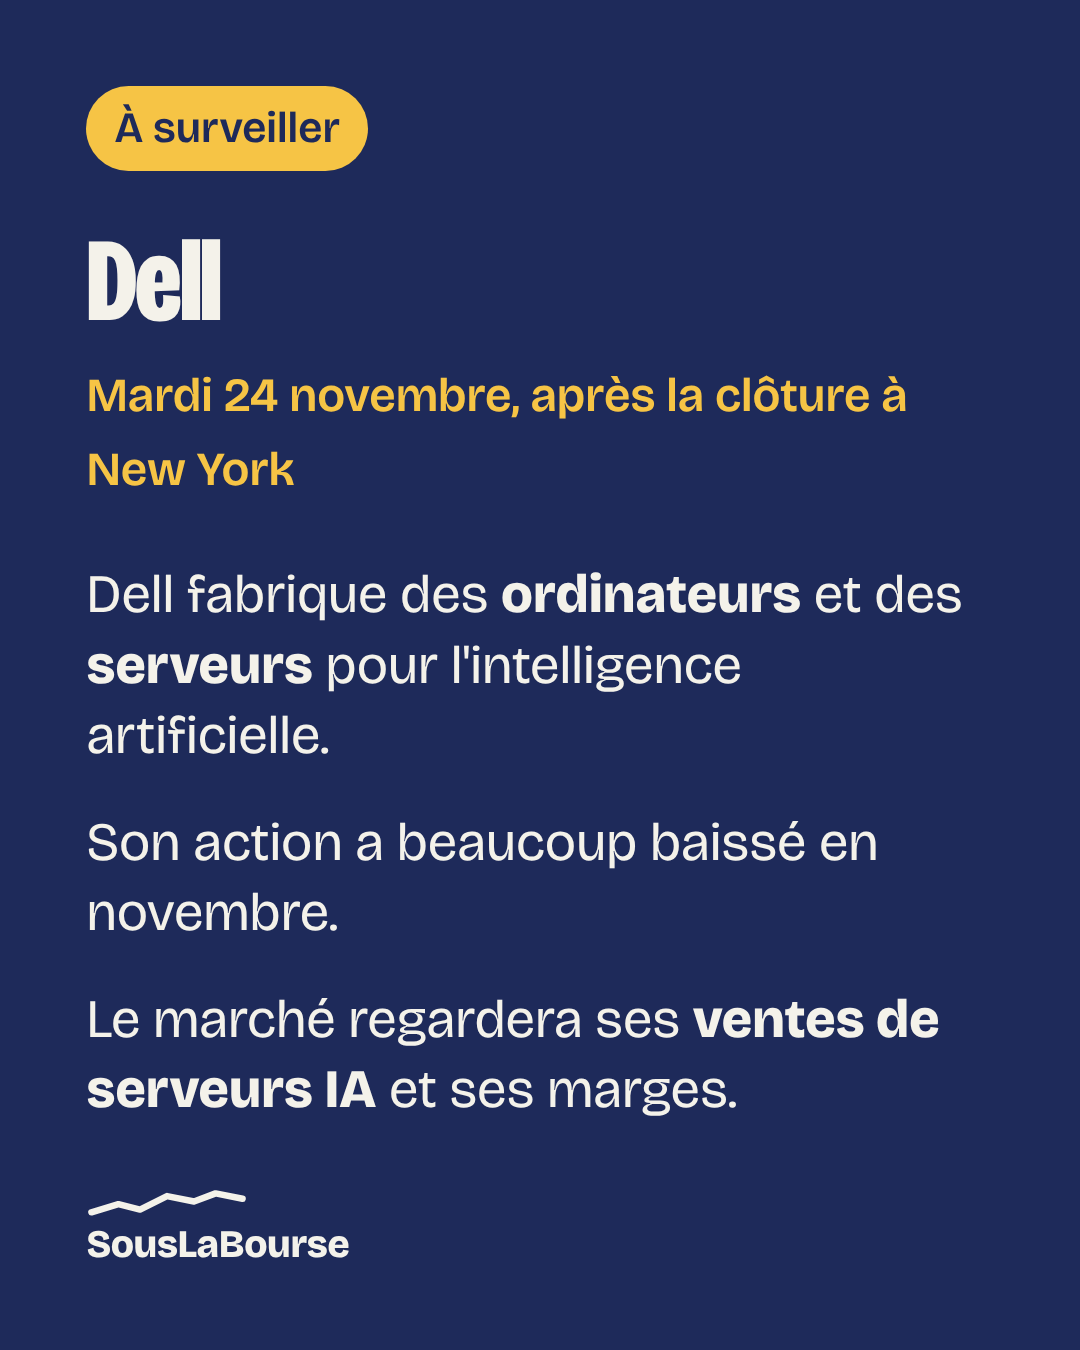 À surveiller
Dell
Mardi 24 novembre, après la clôture à
New York
Dell fabrique des ordinateurs et des
serveurs pour l'intelligence
artificielle.
Son action a beaucoup baissé en
novembre.
Le marché regardera ses ventes de
serveurs IA et ses marges.
SousLaBourse